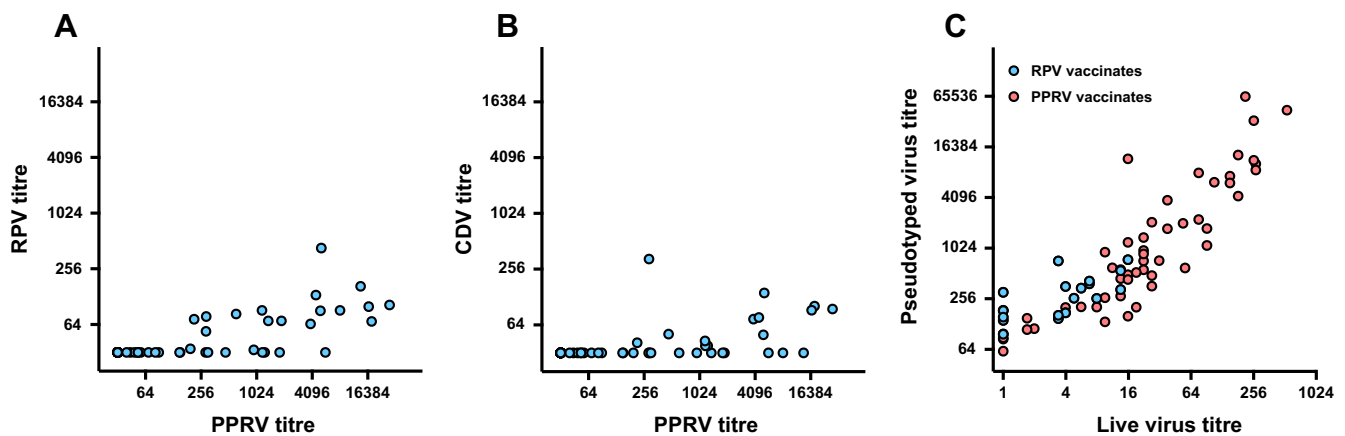 A
RPV titre
16384
4096
1024
256
64
64 256 1024 4096 16384
PPRV titre
B
CDV titre
16384
4096
1024
256
64
64 256 1024 4096 16384
PPRV titre
C
RPV vaccinates
PPRV vaccinates
Pseudotyped virus titre
65536
16384
4096
1024
256
64
1 4 16 64 256 1024
Live virus titre